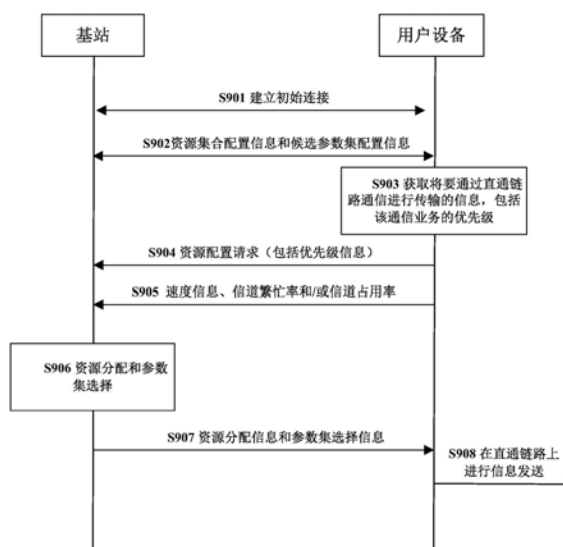 基站
用户设备
S901 建立初始连接
S902资源集合配置信息和候选参数集配置信息
S903 获取将要通过直通链
路通信进行传输的信息，包括
该通信业务的优先级
S904 资源配置请求（包括优先级信息）
S905 速度信息、信道繁忙率和/或信道占用率
S906 资源分配和参数
集选择
S907 资源分配信息和参数集选择信息
S908 在直通链路上
进行信息发送